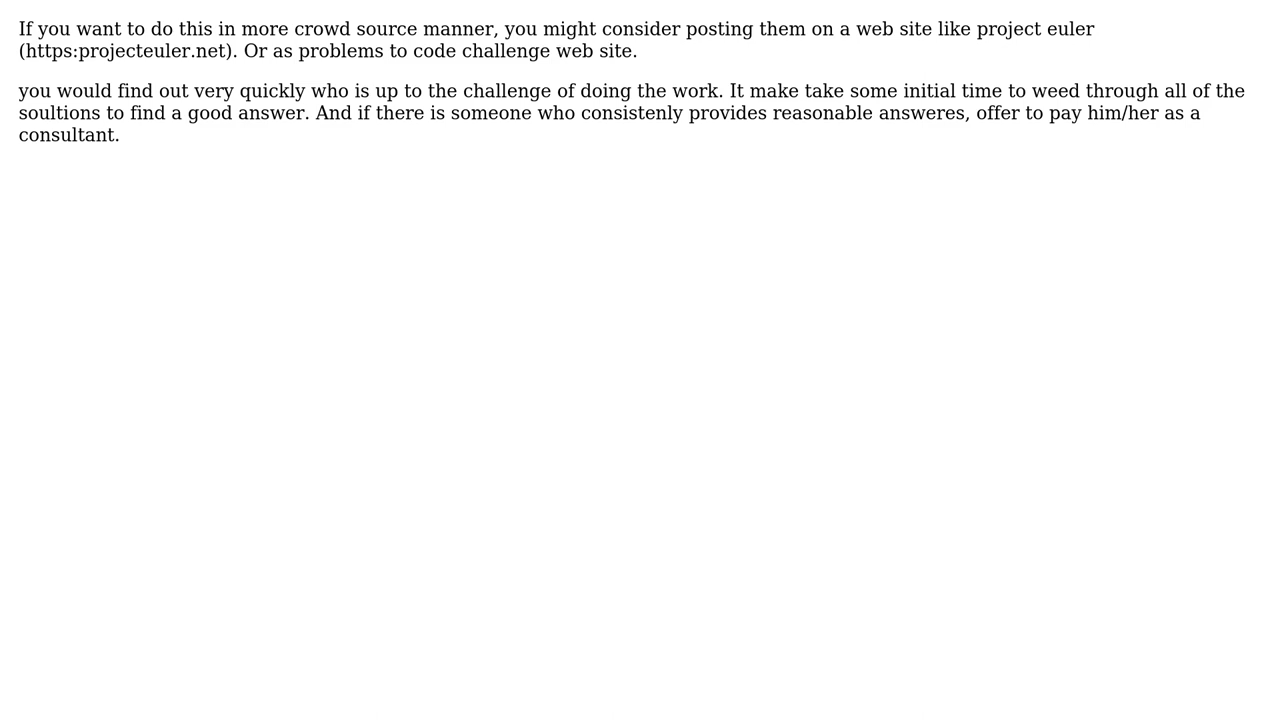 If you want to do this in more crowd source manner, you might consider posting them on a web site like project euler
(https:projecteuler.net). Or as problems to code challenge web site.
you would find out very quickly who is up to the challenge of doing the work. It make take some initial time to weed through all of the
soultions to find a good answer. And if there is someone who consistenly provides reasonable answeres, offer to pay him/her as a
consultant.